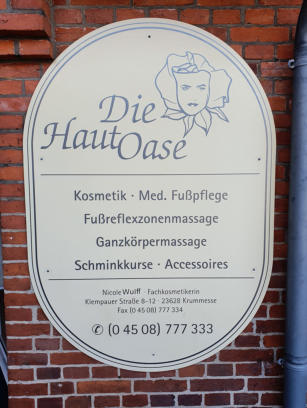 Die
HautOase
Kosmetik · Med. Fußpflege
Fußreflexzonenmassage
Ganzkörpermassage
Schminkkurse · Accessoires
Nicole Wulff · Fachkosmetikerin
Klempauer Straße 8-12 · 23628 Krummesse
Fax (0 45 08) 777 334
✆ (0 45 08) 777 333